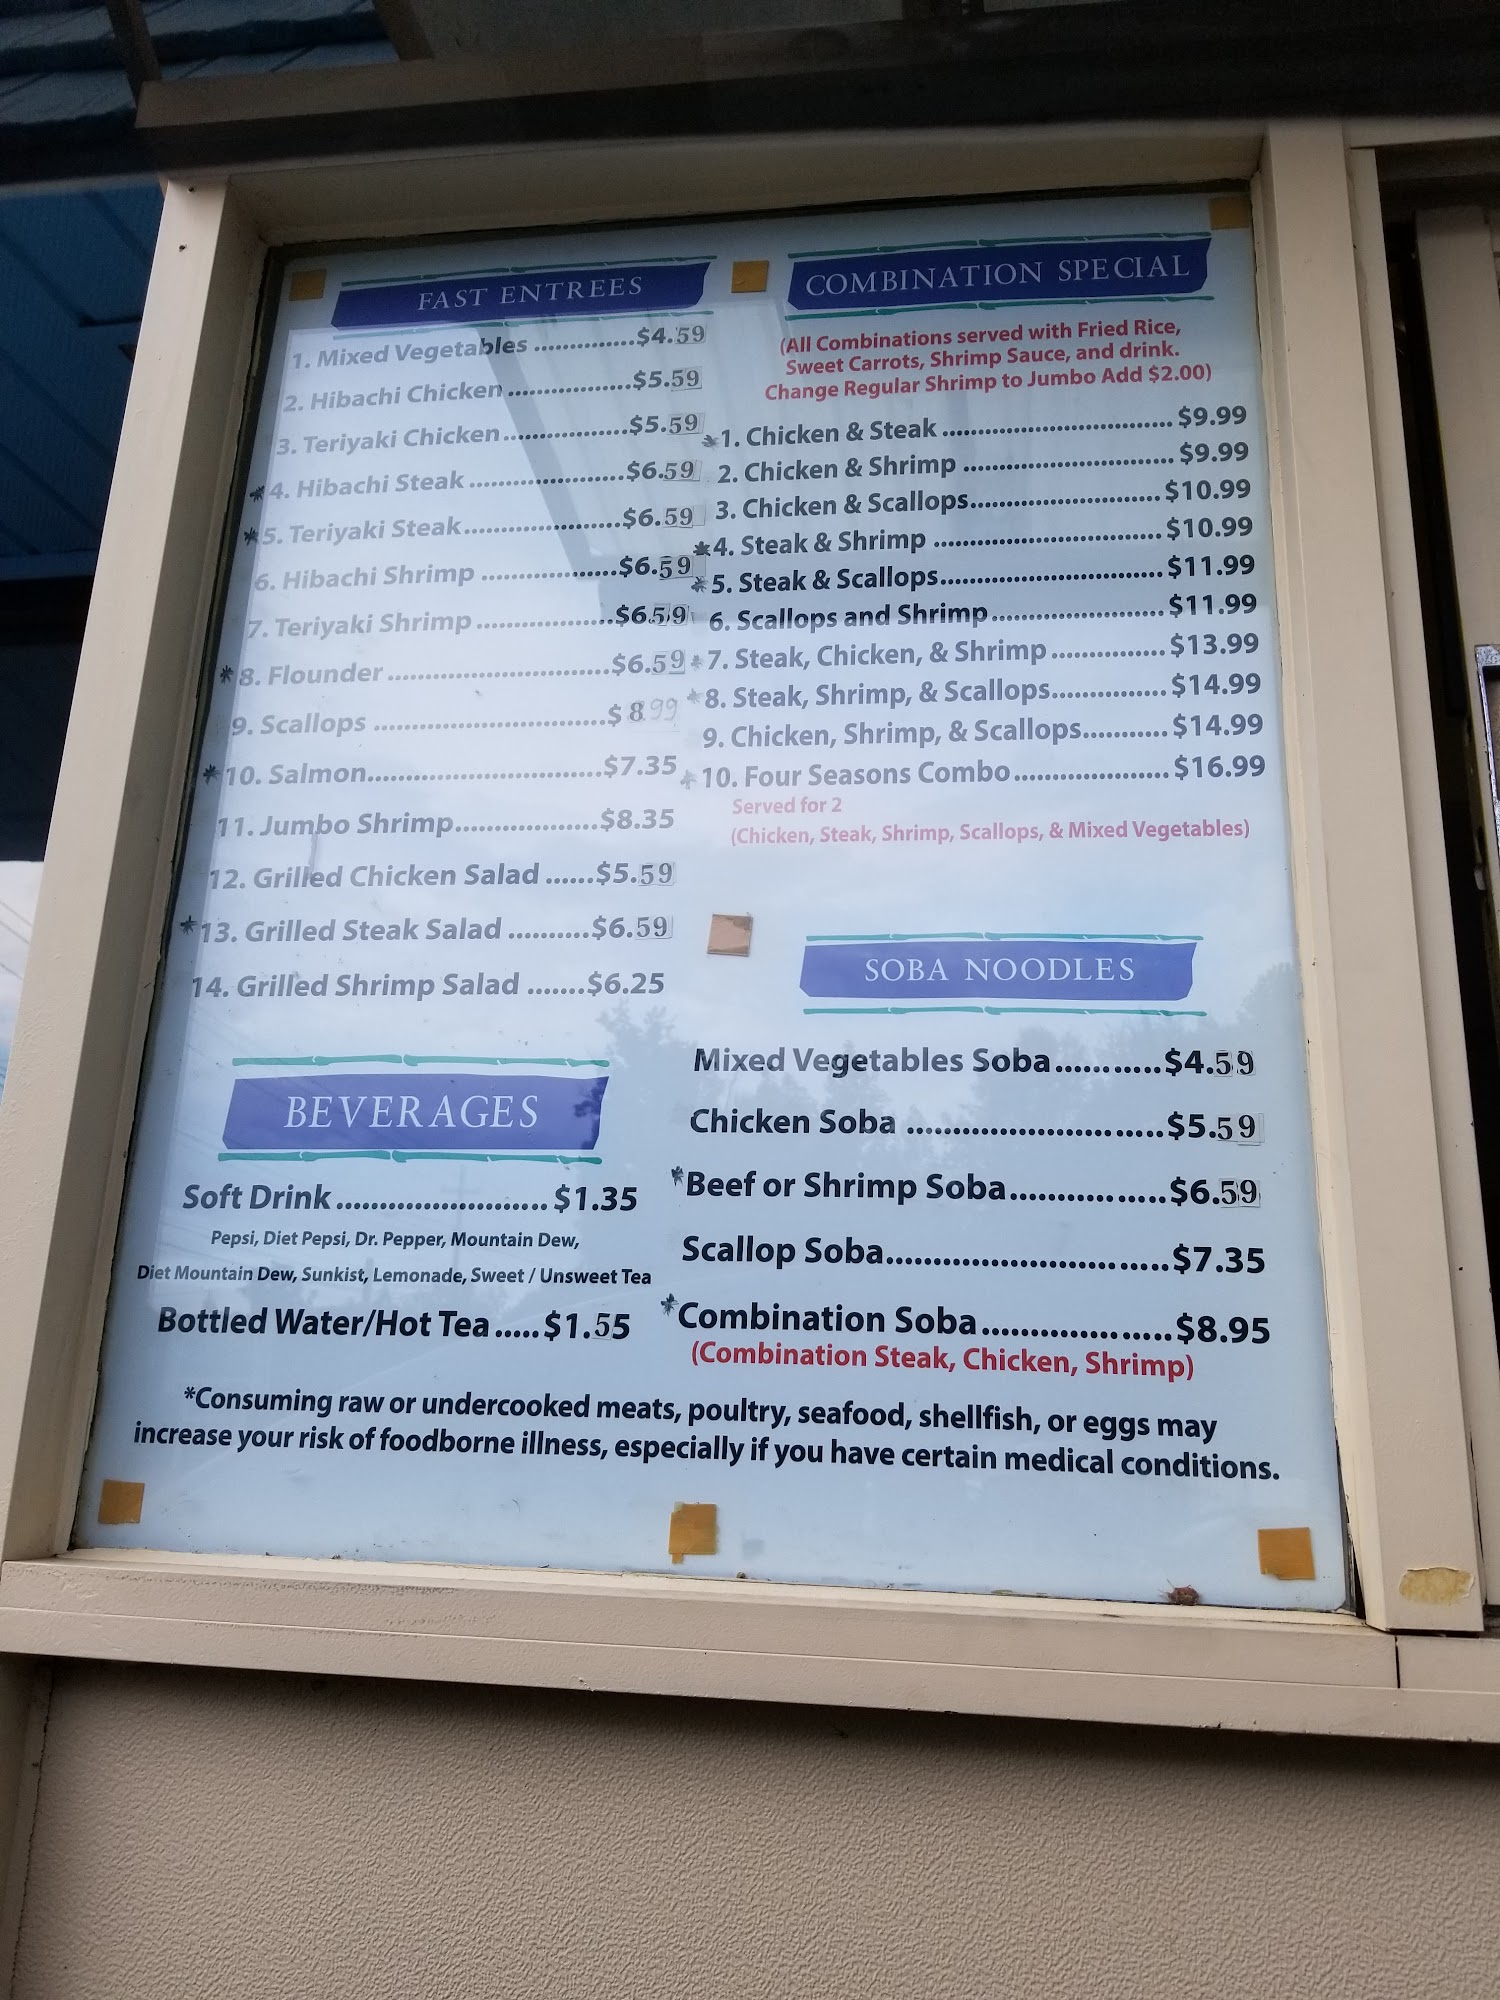 FAST ENTREES
1. Mixed Vegetables ..............$4.59
2. Hibachi Chicken ................$5.59
3. Teriyaki Chicken ..................$5.59
*4. Hibachi Steak ......................$6.59
*5. Teriyaki Steak.......................$6.59
6. Hibachi Shrimp ...................$6.59
7. Teriyaki Shrimp ....................$6.59
*8. Flounder ...............................$6.59
9. Scallops ................................$ 8.99
*10. Salmon................................$7.35
11. Jumbo Shrimp....................$8.35
12. Grilled Chicken Salad ......$5.59
*13. Grilled Steak Salad ..........$6.59
14. Grilled Shrimp Salad .......$6.25
BEVERAGES
Soft Drink ......................... $1.35
Pepsi, Diet Pepsi, Dr. Pepper, Mountain Dew,
Diet Mountain Dew, Sunkist, Lemonade, Sweet / Unsweet Tea
Bottled Water/Hot Tea.....$1.55
COMBINATION SPECIAL
(All Combinations served with Fried Rice,
Sweet Carrots, Shrimp Sauce, and drink.
Change Regular Shrimp to Jumbo Add $2.00)
*1. Chicken & Steak .................................. $9.99
2. Chicken & Shrimp ............................... $9.99
3. Chicken & Scallops............................ $10.99
*4. Steak & Shrimp .................................. $10.99
*5. Steak & Scallops................................. $11.99
6. Scallops and Shrimp......................... $11.99
*7. Steak, Chicken, & Shrimp ................ $13.99
*8. Steak, Shrimp, & Scallops................ $14.99
9. Chicken, Shrimp, & Scallops........... $14.99
*10. Four Seasons Combo ..................... $16.99
Served for 2
(Chicken, Steak, Shrimp, Scallops, & Mixed Vegetables)
SOBA NOODLES
Mixed Vegetables Soba...........$4.59
Chicken Soba ...........................$5.59
*Beef or Shrimp Soba................$6.59
Scallop Soba..............................$7.35
*Combination Soba....................$8.95
(Combination Steak, Chicken, Shrimp)
*Consuming raw or undercooked meats, poultry, seafood, shellfish, or eggs may
increase your risk of foodborne illness, especially if you have certain medical conditions.